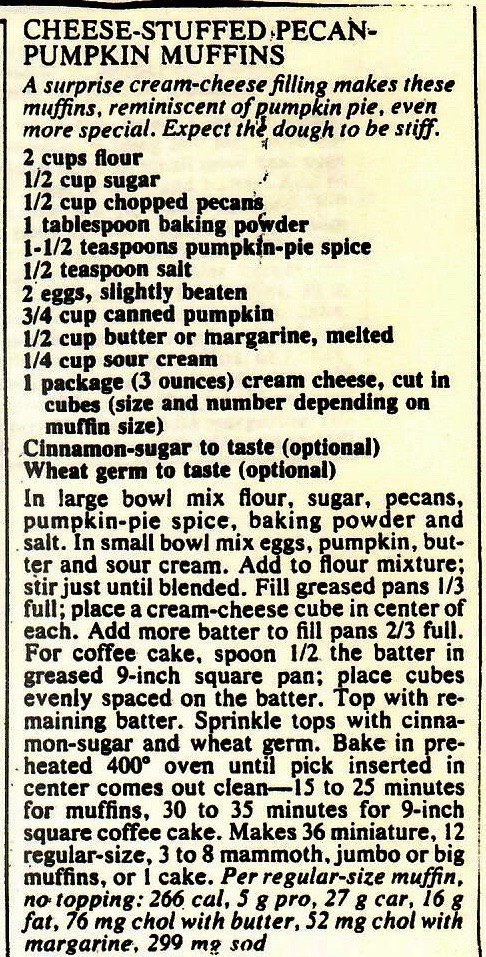 CHEESE-STUFFED PECAN-
PUMPKIN MUFFINS
A surprise cream-cheese filling makes these
muffins, reminiscent of pumpkin pie, even
more special. Expect the dough to be stiff.
2 cups flour
1/2 cup sugar
1/2 cup chopped pecans
1 tablespoon baking powder
1-1/2 teaspoons pumpkin-pie spice
1/2 teaspoon salt
2 eggs, slightly beaten
3/4 cup canned pumpkin
1/2 cup butter or margarine, melted
1/4 cup sour cream
1 package (3 ounces) cream cheese, cut in
cubes (size and number depending on
muffin size)
Cinnamon-sugar to taste (optional)
Wheat germ to taste (optional)
In large bowl mix flour, sugar, pecans,
pumpkin-pie spice, baking powder and
salt. In small bowl mix eggs, pumpkin, but-
ter and sour cream. Add to flour mixture;
stir just until blended. Fill greased pans 1/3
full; place a cream-cheese cube in center of
each. Add more batter to fill pans 2/3 full.
For coffee cake, spoon 1/2 the batter in
greased 9-inch square pan; place cubes
evenly spaced on the batter. Top with re-
maining batter. Sprinkle tops with cinna-
mon-sugar and wheat germ. Bake in pre-
heated 400° oven until pick inserted in
center comes out clean—15 to 25 minutes
for muffins, 30 to 35 minutes for 9-inch
square coffee cake. Makes 36 miniature, 12
regular-size, 3 to 8 mammoth, jumbo or big
muffins, or 1 cake. Per regular-size muffin,
no topping: 266 cal, 5 g pro, 27 g car, 16 g
fat, 76 mg chol with butter, 52 mg chol with
margarine, 299 mg sod